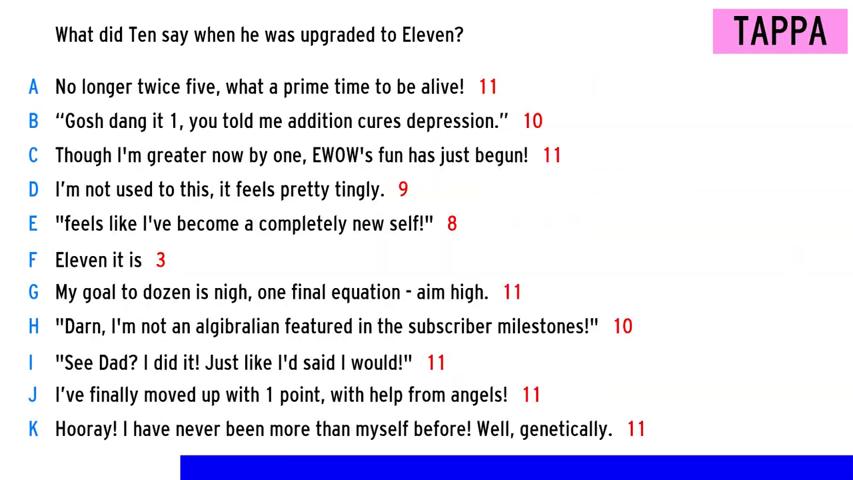 What did Ten say when he was upgraded to Eleven?
TAPPA
A No longer twice five, what a prime time to be alive! 11
B “Gosh dang it 1, you told me addition cures depression.” 10
C Though I'm greater now by one, EWOW's fun has just begun! 11
D I’m not used to this, it feels pretty tingly. 9
E "feels like I've become a completely new self!" 8
F Eleven it is 3
G My goal to dozen is nigh, one final equation - aim high. 11
H "Darn, I'm not an algibralian featured in the subscriber milestones!" 10
I "See Dad? I did it! Just like I'd said I would!" 11
J I’ve finally moved up with 1 point, with help from angels! 11
K Hooray! I have never been more than myself before! Well, genetically. 11